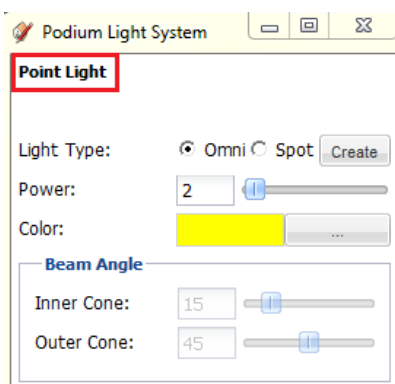 Podium Light System
Point Light
Light Type: Omni Spot Create
Power: 2
Color: ...
Beam Angle
Inner Cone: 15
Outer Cone: 45